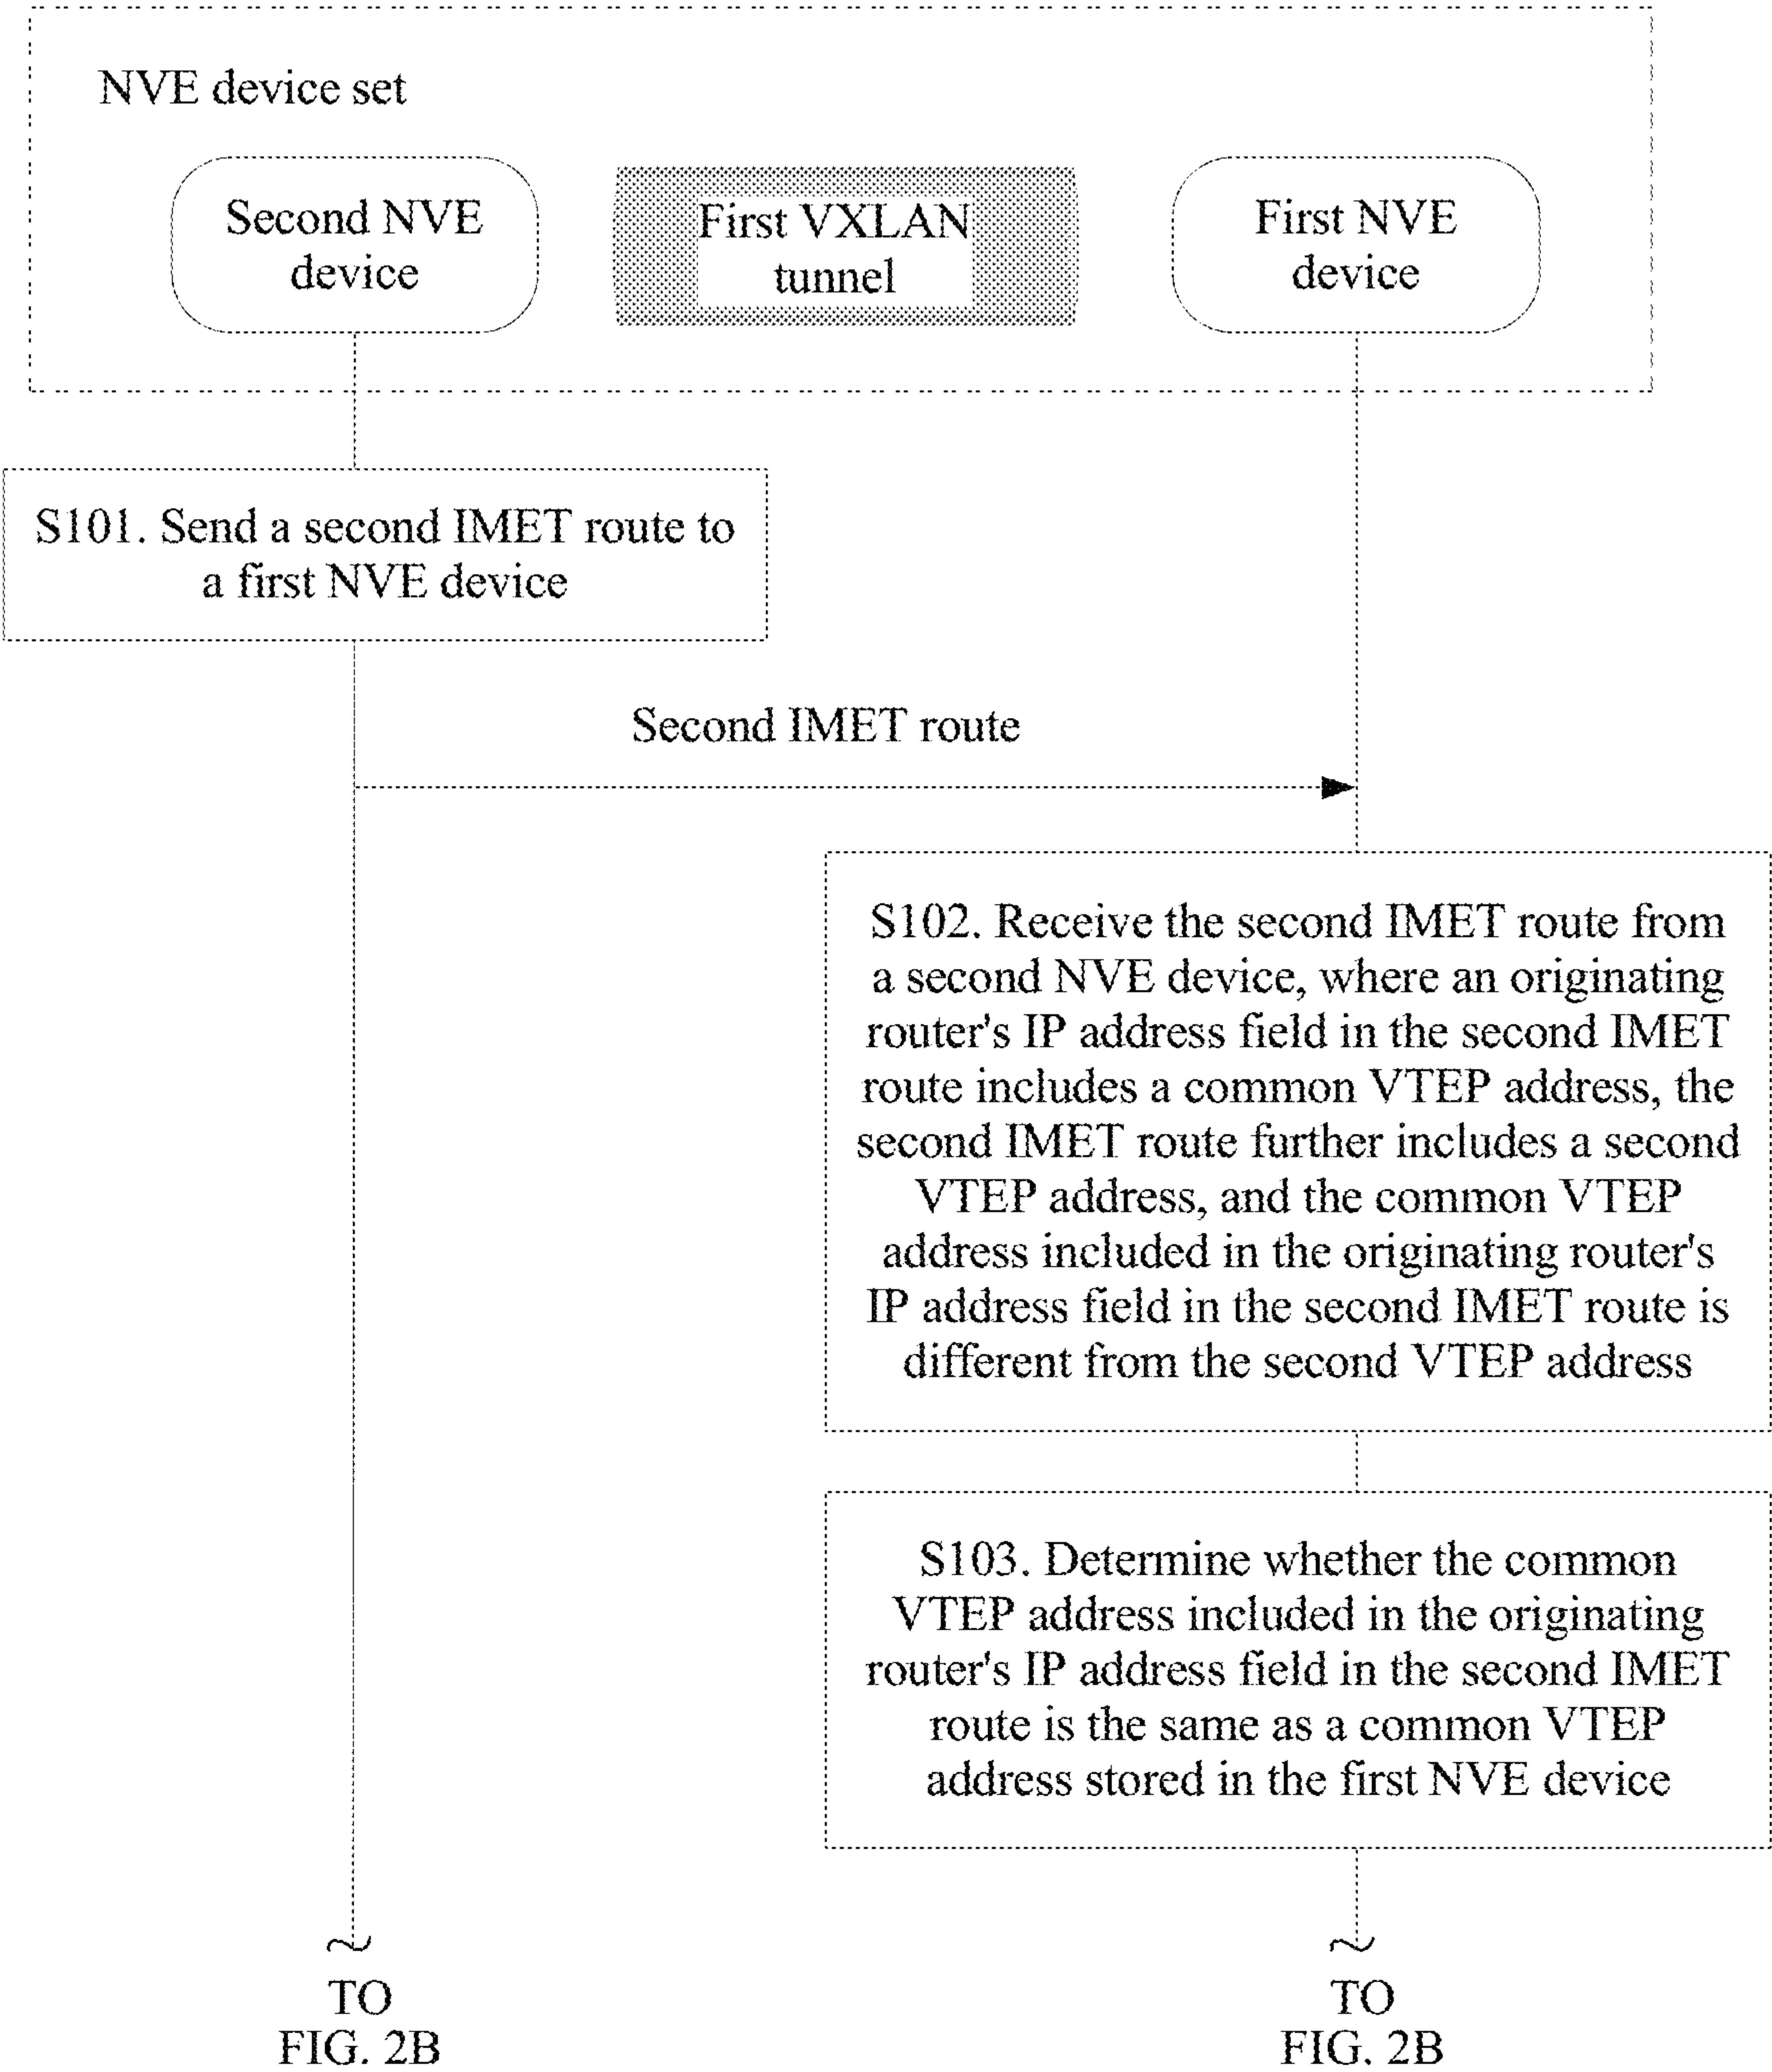 NVE device set
Second NVE
device
First VXLAN
tunnel
First NVE
device
S101. Send a second IMET route to
a first NVE device
Second IMET route
S102. Receive the second IMET route from
a second NVE device, where an originating
router's IP address field in the second IMET
route includes a common VTEP address, the
second IMET route further includes a second
VTEP address, and the common VTEP
address included in the originating router's
IP address field in the second IMET route is
different from the second VTEP address
S103. Determine whether the common
VTEP address included in the originating
router's IP address field in the second IMET
route is the same as a common VTEP
address stored in the first NVE device
TO
FIG. 2B
TO
FIG. 2B